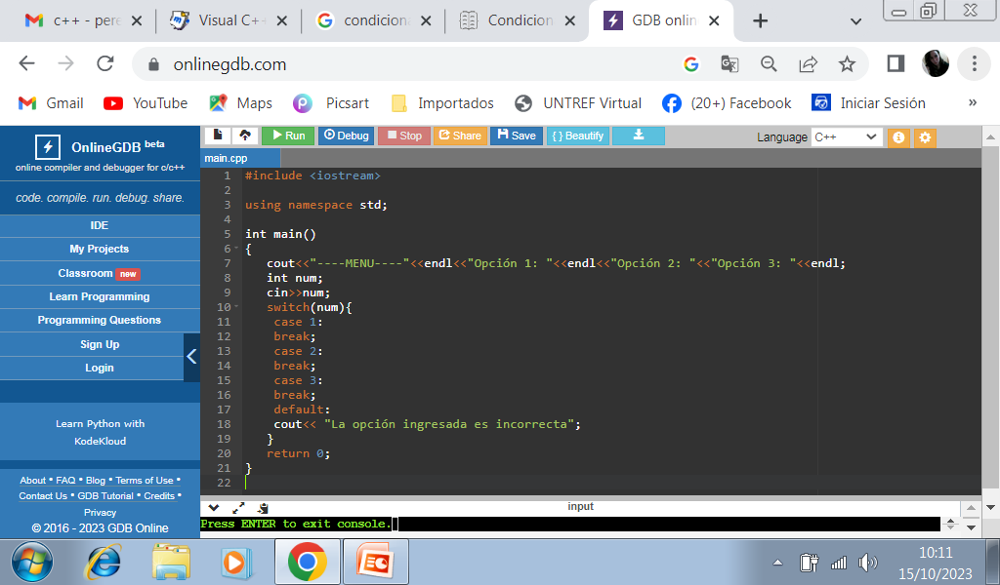 c++ - per
Visual C+
condicion
Condicion
GDB onlin
onlinegdb.com
Gmail
YouTube
Maps
Picsart
Importados
UNTREF Virtual
(20+) Facebook
Iniciar Sesión
»
OnlineGDB beta
online compiler and debugger for c/c++
code. compile. run. debug. share.
IDE
My Projects
Classroom new
Learn Programming
Programming Questions
Sign Up
Login
Learn Python with
KodeKloud
About • FAQ • Blog • Terms of Use •
Contact Us • GDB Tutorial • Credits •
Privacy
© 2016 - 2023 GDB Online
Run
Debug
Stop
Share
Save
{ } Beautify
Language C++
main.cpp
1 #include <iostream>
2
3 using namespace std;
4
5 int main()
6 {
7 cout<<"----MENU----"<<endl<<"Opción 1: "<<endl<<"Opción 2: "<<"Opción 3: "<<endl;
8 int num;
9 cin>>num;
10 switch(num){
11 case 1:
12 break;
13 case 2:
14 break;
15 case 3:
16 break;
17 default:
18 cout<< "La opción ingresada es incorrecta";
19 }
20 return 0;
21 }
22
input
Press ENTER to exit console.
10:11
15/10/2023